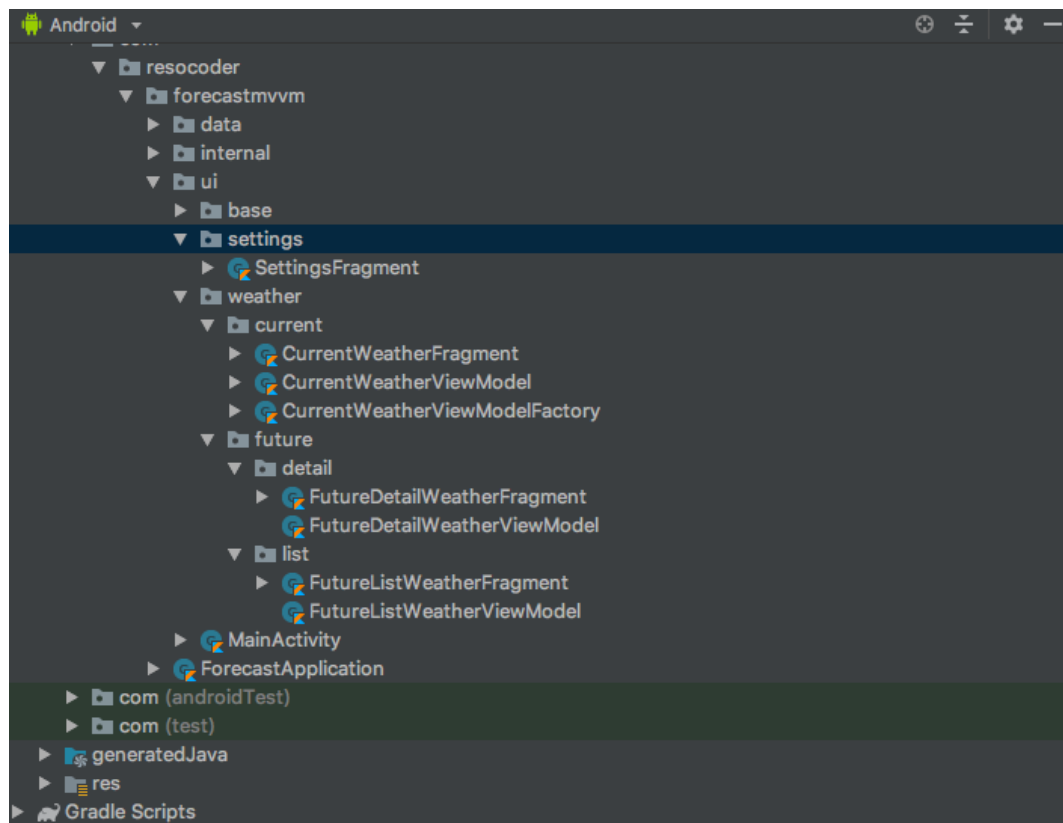 Android
resocoder
forecastmvvm
data
internal
ui
base
settings
SettingsFragment
weather
current
CurrentWeatherFragment
CurrentWeatherViewModel
CurrentWeatherViewModelFactory
future
detail
FutureDetailWeatherFragment
FutureDetailWeatherViewModel
list
FutureListWeatherFragment
FutureListWeatherViewModel
MainActivity
ForecastApplication
com (androidTest)
com (test)
generatedJava
res
Gradle Scripts